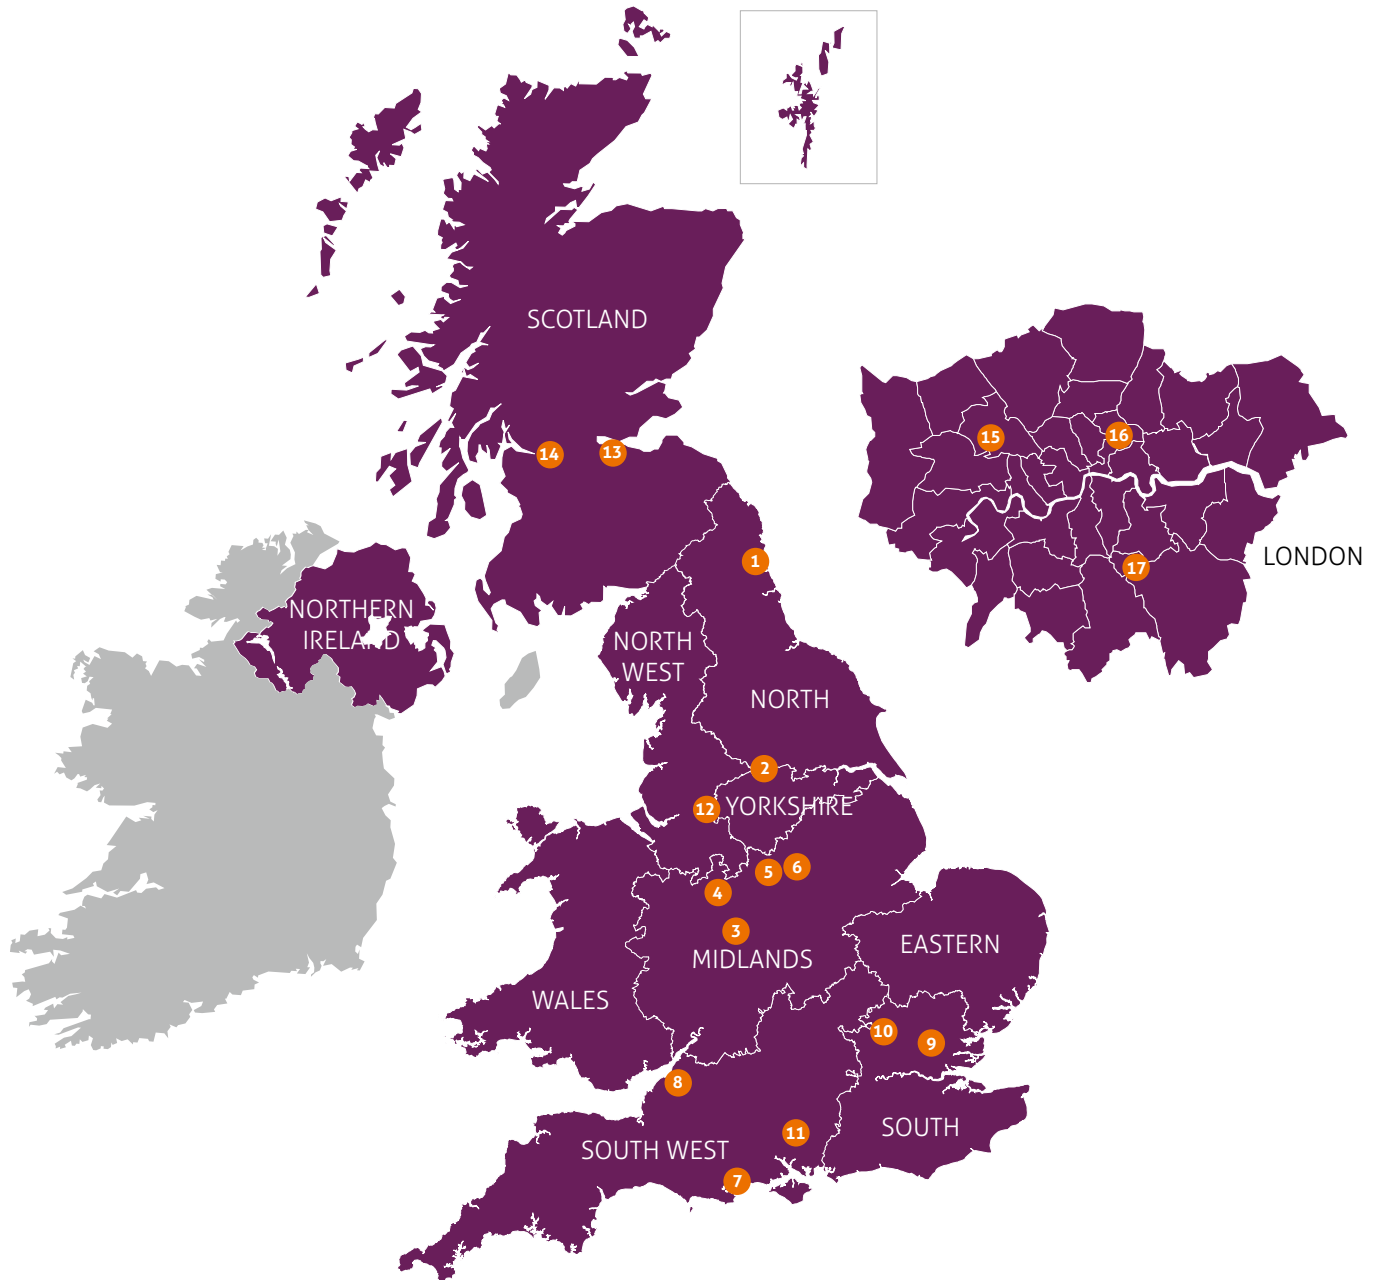 SCOTLAND
14
13
15
16
17
LONDON
1
NORTHERN
IRELAND
NORTH
WEST
NORTH
2
12
YORKSHIRE
5
6
4
3
MIDLANDS
EASTERN
WALES
10
9
8
11
SOUTH
SOUTH WEST
7